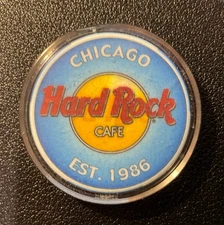 CHICAGO
Hard Rock
CAFE
EST. 1986